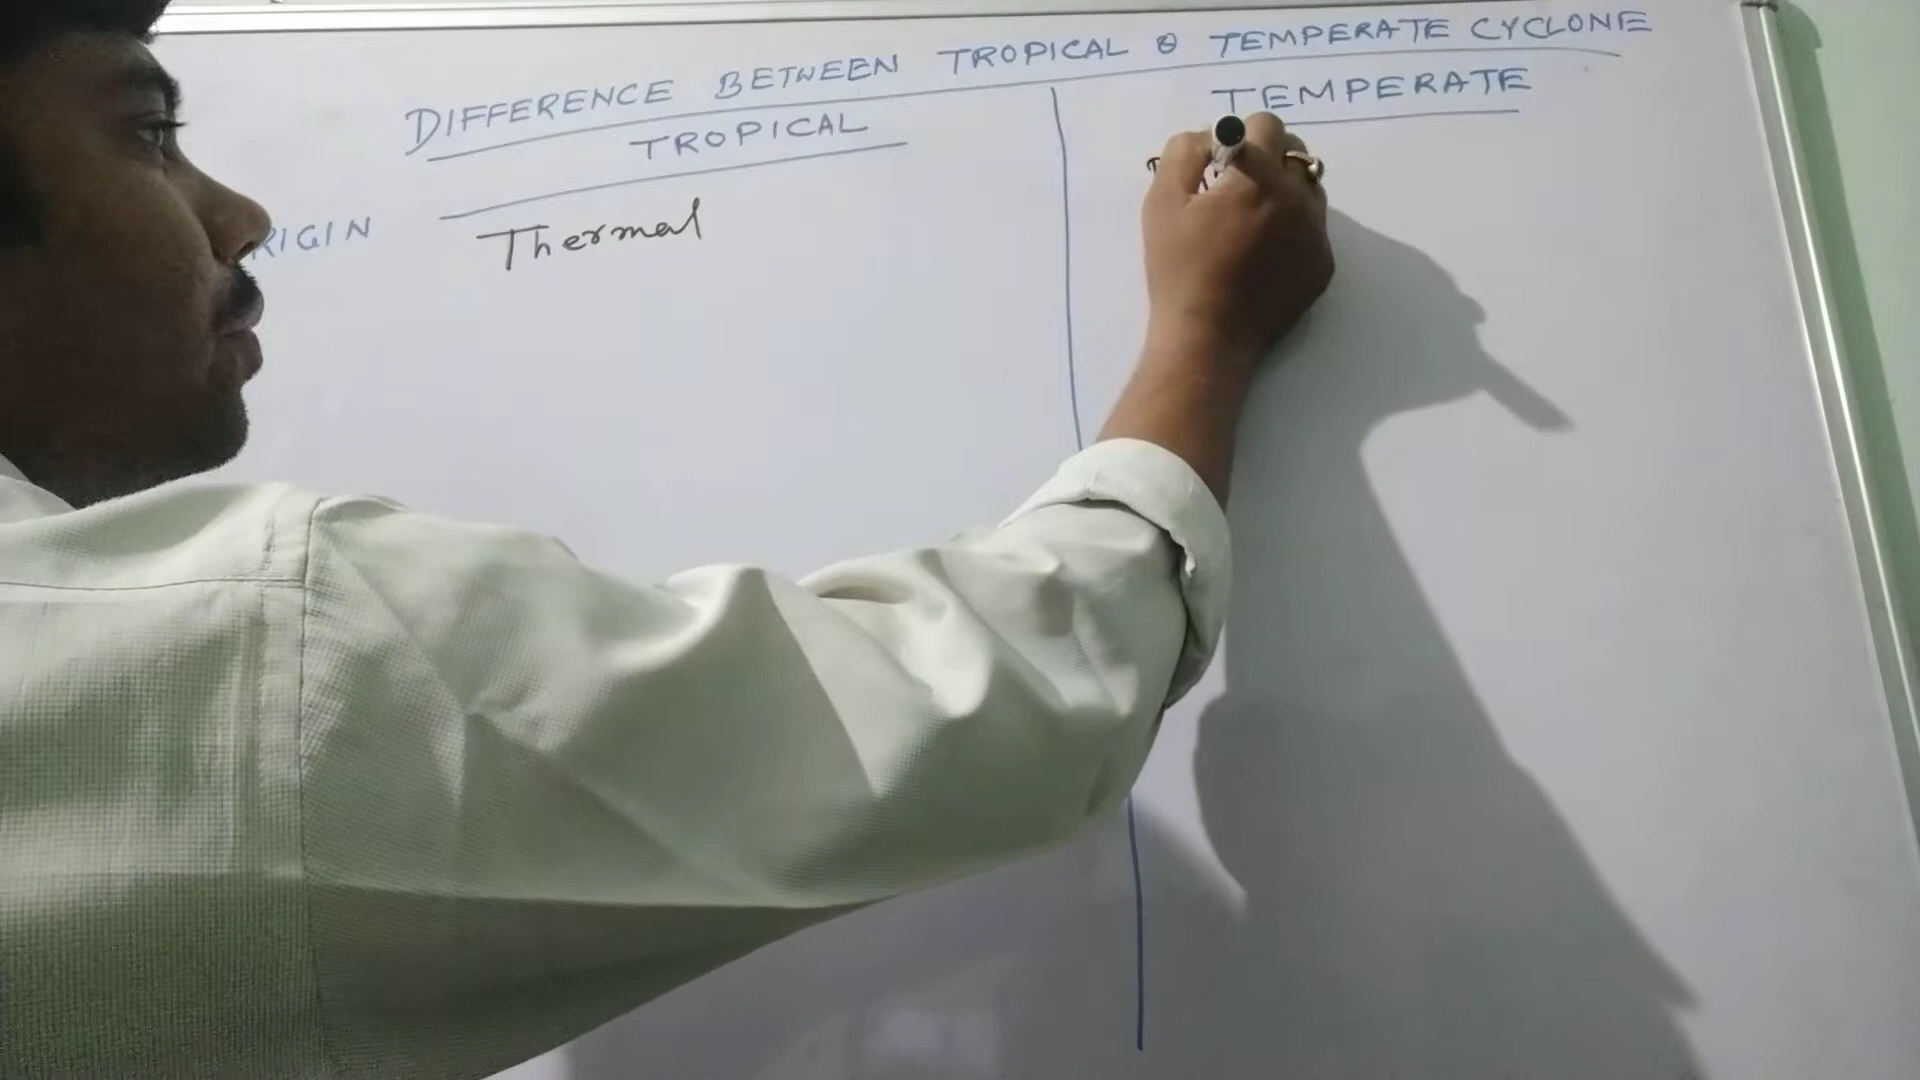 DIFFERENCE BETWEEN TROPICAL & TEMPERATE CYCLONE
TROPICAL TEMPERATE
RIGIN Thermal